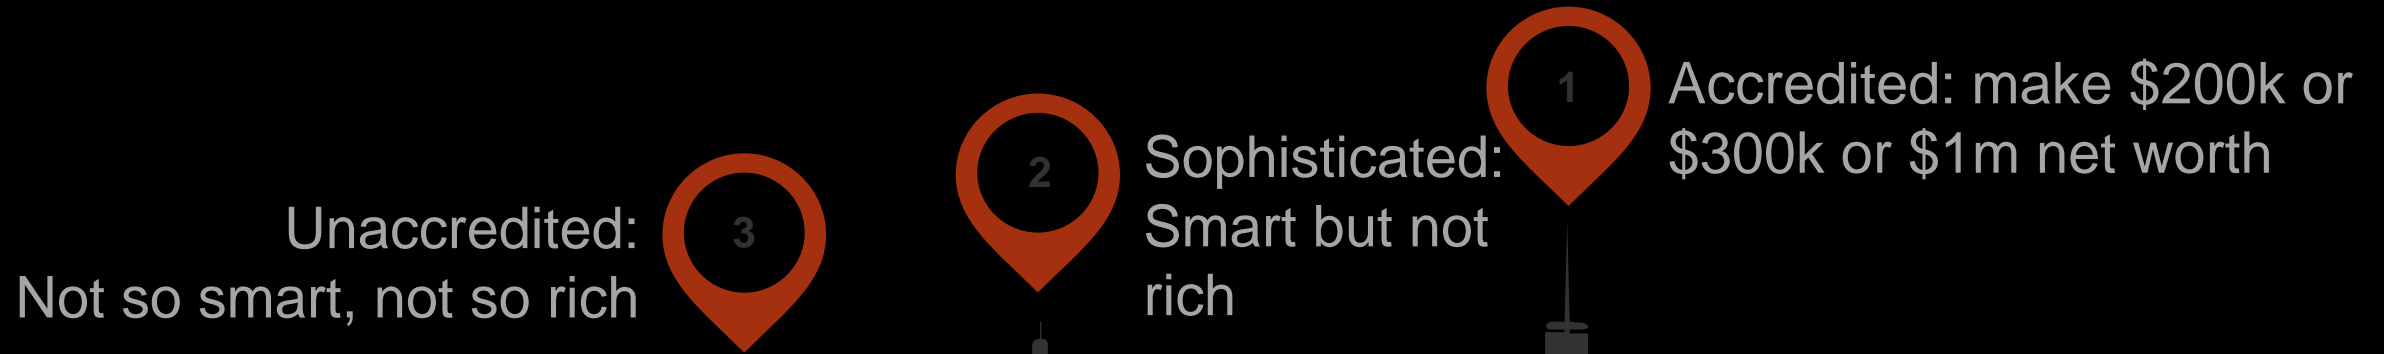 Unaccredited:
Not so smart, not so rich
3
2
Sophisticated:
Smart but not
rich
1
Accredited: make $200k or
$300k or $1m net worth